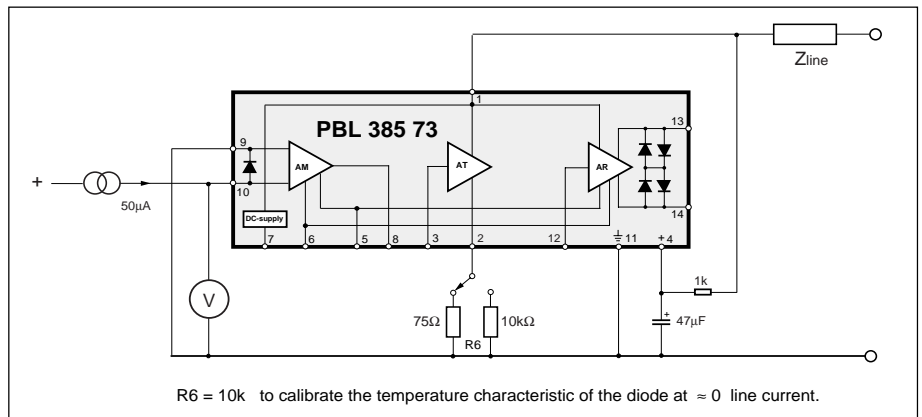 Zline
1
PBL 385 73
13
9
AM
AT
AR
+
10
50µA
14
DC-supply
7
6
5
8
3
2
12
⏚ 11
+ 4
1k
V
75Ω
10kΩ
+
47µF
R6
R6 = 10k to calibrate the temperature characteristic of the diode at ≈ 0 line current.